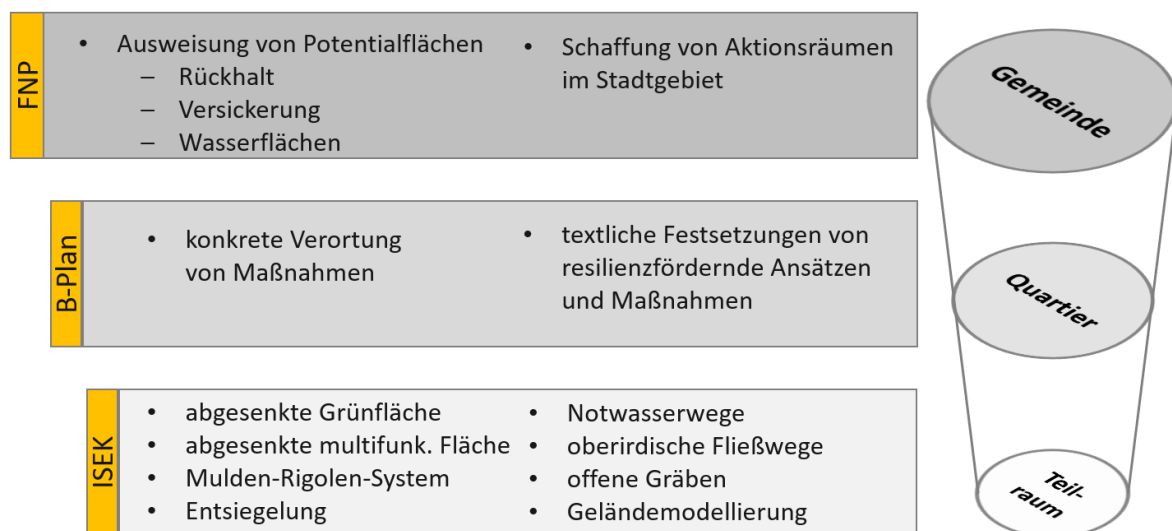 FNP
• Ausweisung von Potentialflächen
– Rückhalt
– Versickerung
– Wasserflächen
• Schaffung von Aktionsräumen
im Stadtgebiet
Gemeinde
B-Plan
• konkrete Verortung
von Maßnahmen
• textliche Festsetzungen von
resilienzfördernde Ansätzen
und Maßnahmen
Quartier
ISEK
• abgesenkte Grünfläche
• abgesenkte multifunk. Fläche
• Mulden-Rigolen-System
• Entsiegelung
• Notwasserwege
• oberirdische Fließwege
• offene Gräben
• Geländemodellierung
Teil-
raum